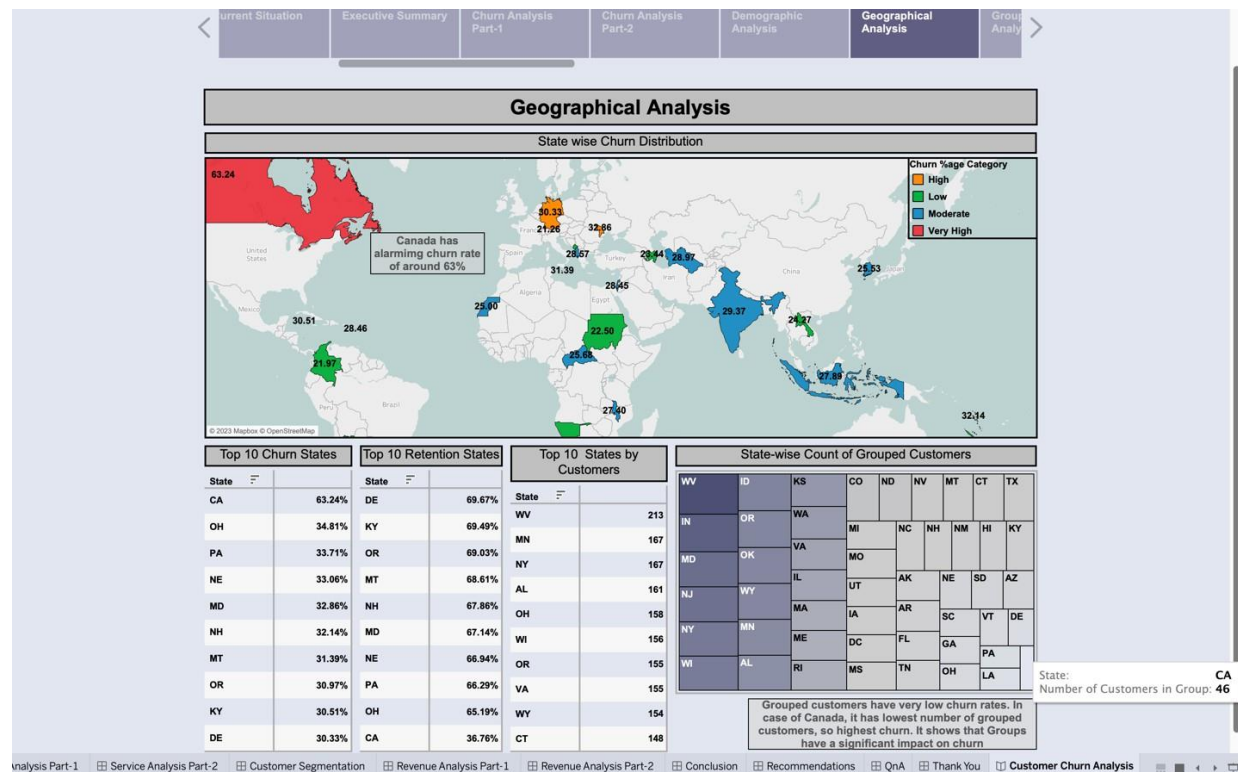 urrent Situation
Executive Summary
Churn Analysis
Part-1
Churn Analysis
Part-2
Demographic
Analysis
Geographical
Analysis
Group
Analy
Geographical Analysis
State wise Churn Distribution
63.24
Canada has
alarmimg churn rate
of around 63%
30.33
21.26
32.86
28.57
31.39
23.44
28.97
28.45
25.53
25.00
29.37
24.27
22.50
25.68
27.89
27.40
32.14
30.51
28.46
21.97
United
States
Mexico
Peru
Brazil
Spain
Algeria
Egypt
Turkey
Iran
China
Churn %age Category
High
Low
Moderate
Very High
© 2023 Mapbox © OpenStreetMap
Top 10 Churn States
State
CA 63.24%
OH 34.81%
PA 33.71%
NE 33.06%
MD 32.86%
NH 32.14%
MT 31.39%
OR 30.97%
KY 30.51%
DE 30.33%
Top 10 Retention States
State
DE 69.67%
KY 69.49%
OR 69.03%
MT 68.61%
NH 67.86%
MD 67.14%
NE 66.94%
PA 66.29%
OH 65.19%
CA 36.76%
Top 10 States by
Customers
State
WV 213
MN 167
NY 167
AL 161
OH 158
WI 156
OR 155
VA 155
WY 154
CT 148
State-wise Count of Grouped Customers
WV
IN
MD
NJ
NY
WI
ID
OR
OK
WY
MN
AL
KS
WA
VA
IL
MA
ME
RI
CO
ND
NV
MT
CT
TX
MI
MO
UT
IA
DC
MS
NC
NH
NM
HI
KY
AK
AR
FL
TN
NE
SD
AZ
SC
VT
DE
GA
OH
PA
LA
State: CA
Number of Customers in Group: 46
Grouped customers have very low churn rates. In
case of Canada, it has lowest number of grouped
customers, so highest churn. It shows that Groups
have a significant impact on churn
nalysis Part-1
Service Analysis Part-2
Customer Segmentation
Revenue Analysis Part-1
Revenue Analysis Part-2
Conclusion
Recommendations
QnA
Thank You
Customer Churn Analysis